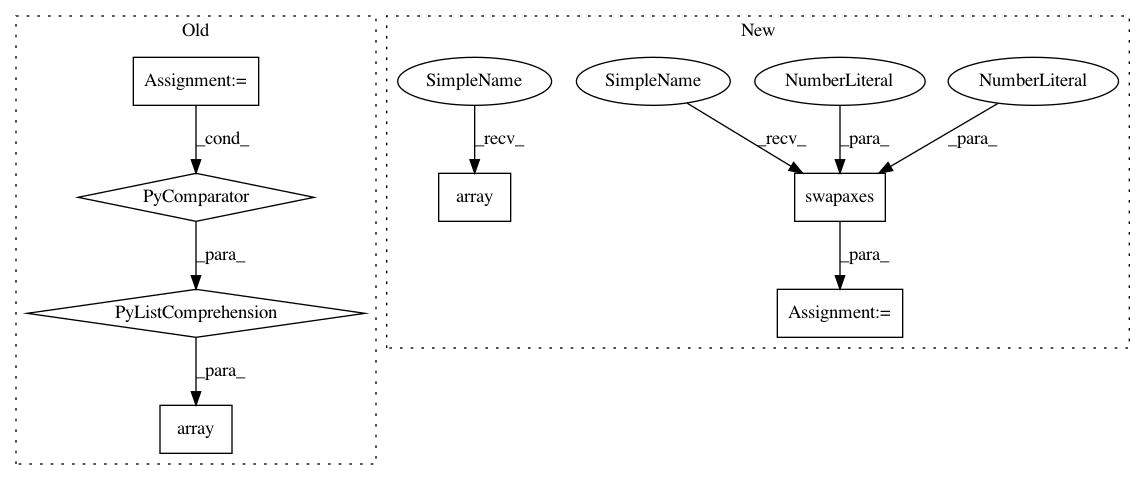 Old
New
Assignment:=
SimpleName
SimpleName
NumberLiteral
NumberLiteral
_cond_
_recv_
_recv_
_para_
_para_
PyComparator
array
swapaxes
_para_
_para_
PyListComprehension
Assignment:=
_para_
array